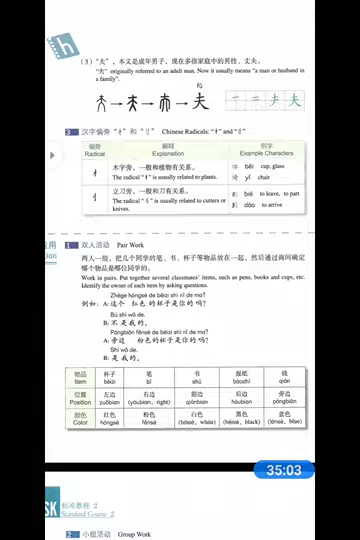 (3) "夫", 本义是成年男子, 现在多指家庭中的男性、丈夫。
"夫" originally referred to an adult man. Now it usually means "a man or husband in
a family".
夫
一 二 夫 夫
3 汉字偏旁 "木" 和 "刂" Chinese Radicals: "木" and "刂"
偏旁 解释 例字
Radical Explanation Example Characters
木 木字旁, 一般和植物有关系。 杯 bēi cup, glass
The radical "木" is usually related to plants. 椅 yǐ chair
刂 立刀旁, 一般和刀有关系。 别 bié to leave, to part
The radical "刂" is usually related to cutters or knives. 到 dào to arrive
1 双人活动 Pair Work
两人一组, 把几个同学的笔、书、杯子等物品放在一起, 然后通过询问确定
哪个物品是哪位同学的。
Work in pairs. Put together several classmates' items, such as pens, books and cups, etc.
Identify the owner of each item by asking questions.
Zhège hóngsè de bēizi shì nǐ de ma?
例如: A: 这个 红色 的杯子是你的吗?
Bú shì wǒ de.
B: 不是我的。
Pángbiān fěnsè de bēizi shì nǐ de ma?
A: 旁边 粉色的杯子是你的吗?
Shì wǒ de.
B: 是我的。
物品 杯子 笔 书 报纸 钱
Item bēizi bǐ shū bàozhǐ qián
位置 左边 右边 前边 后边 旁边
Position zuǒbian (yòubian, right) qiánbian hòubian pángbiān
颜色 红色 粉色 白色 黑色 蓝色
Color hóngsè fěnsè (báisè, white) (hēisè, black) (lánsè, blue)
35:03
SK 标准教程 2
Standard Course 2
2 小组活动 Group Work